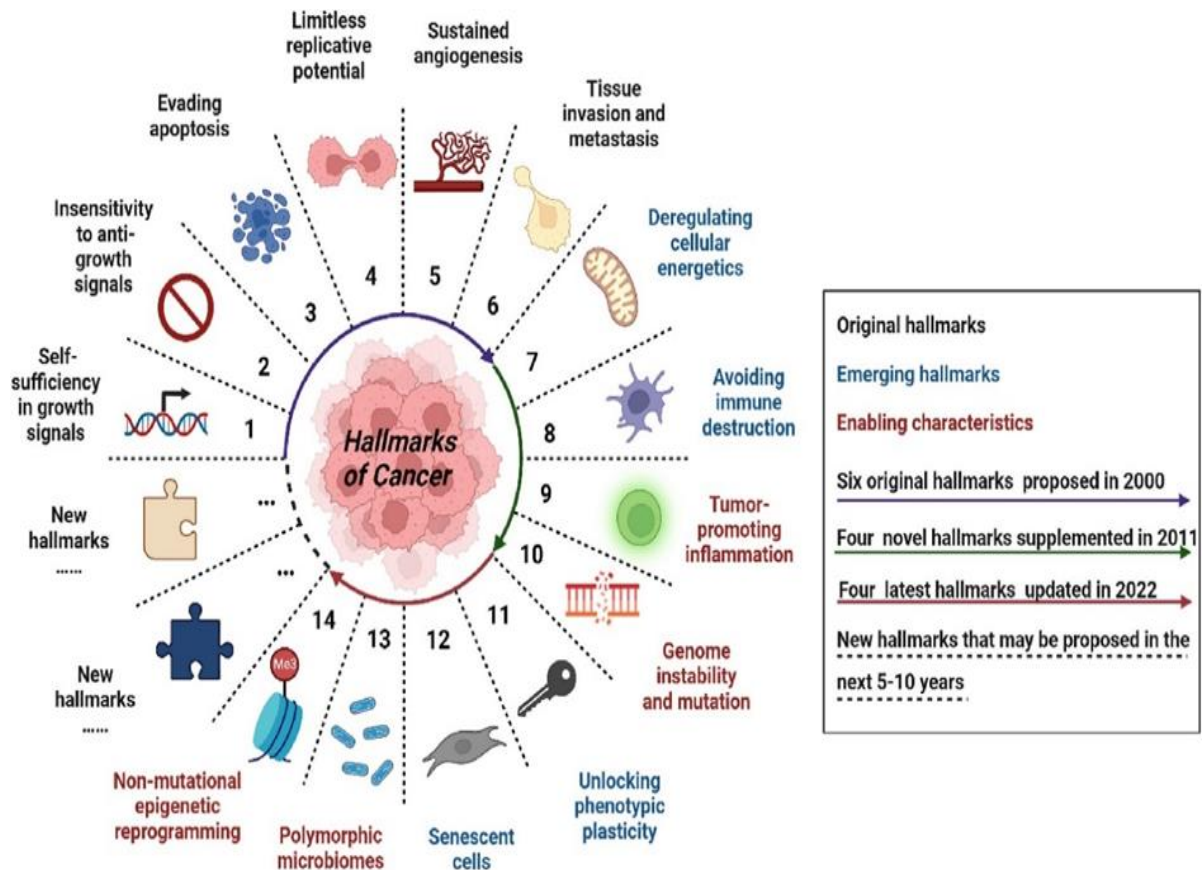 Limitless
replicative
potential
Sustained
angiogenesis
Tissue
invasion and
metastasis
Evading
apoptosis
Insensitivity
to anti-
growth
signals
Deregulating
cellular
energetics
Self-
sufficiency
in growth
signals
Avoiding
immune
destruction
Tumor-
promoting
inflammation
Genome
instability
and mutation
Unlocking
phenotypic
plasticity
Senescent
cells
Polymorphic
microbiomes
Non-mutational
epigenetic
reprogramming
Me3
New
hallmarks
......
New
hallmarks
......
1
2
3
4
5
6
7
8
9
10
11
12
13
14
...
...
Hallmarks
of Cancer
Original hallmarks
Emerging hallmarks
Enabling characteristics
Six original hallmarks proposed in 2000
Four novel hallmarks supplemented in 2011
Four latest hallmarks updated in 2022
New hallmarks that may be proposed in the
next 5-10 years